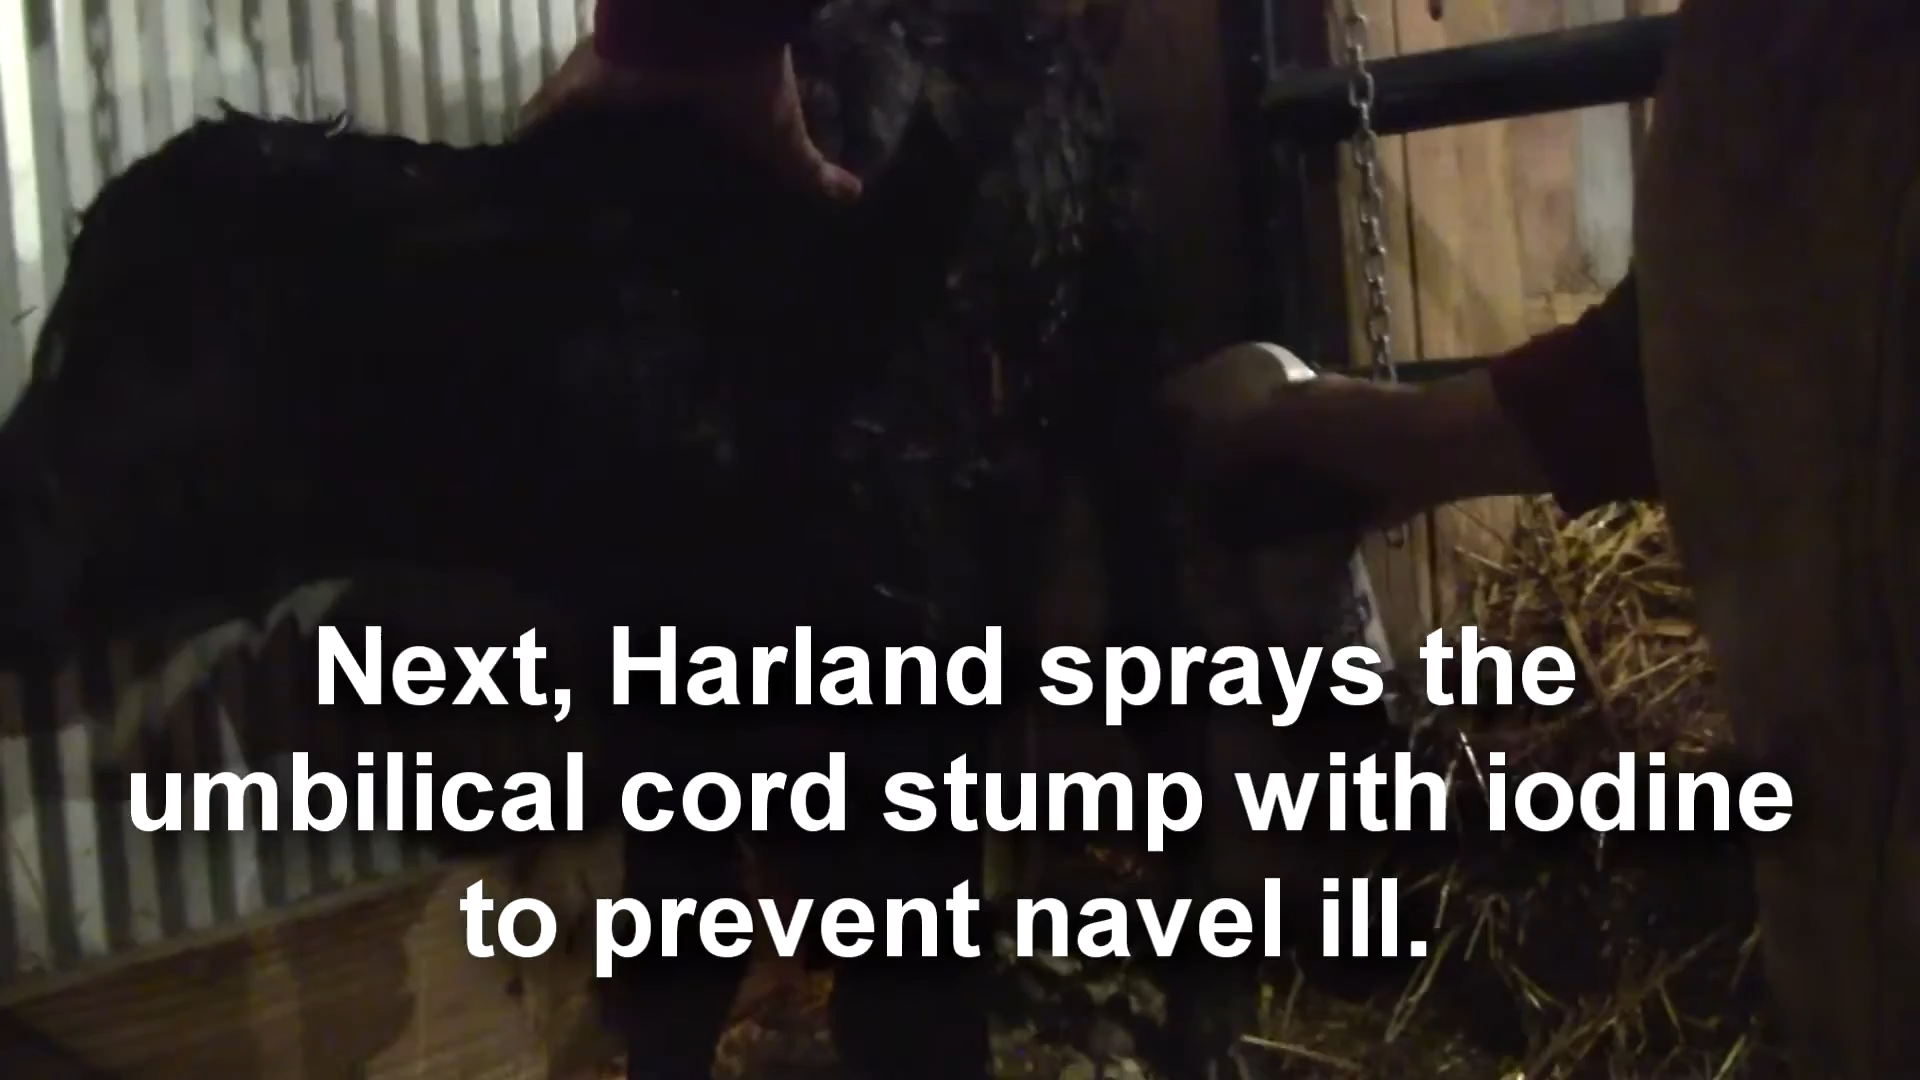 Next, Harland sprays the
umbilical cord stump with iodine
to prevent navel ill.